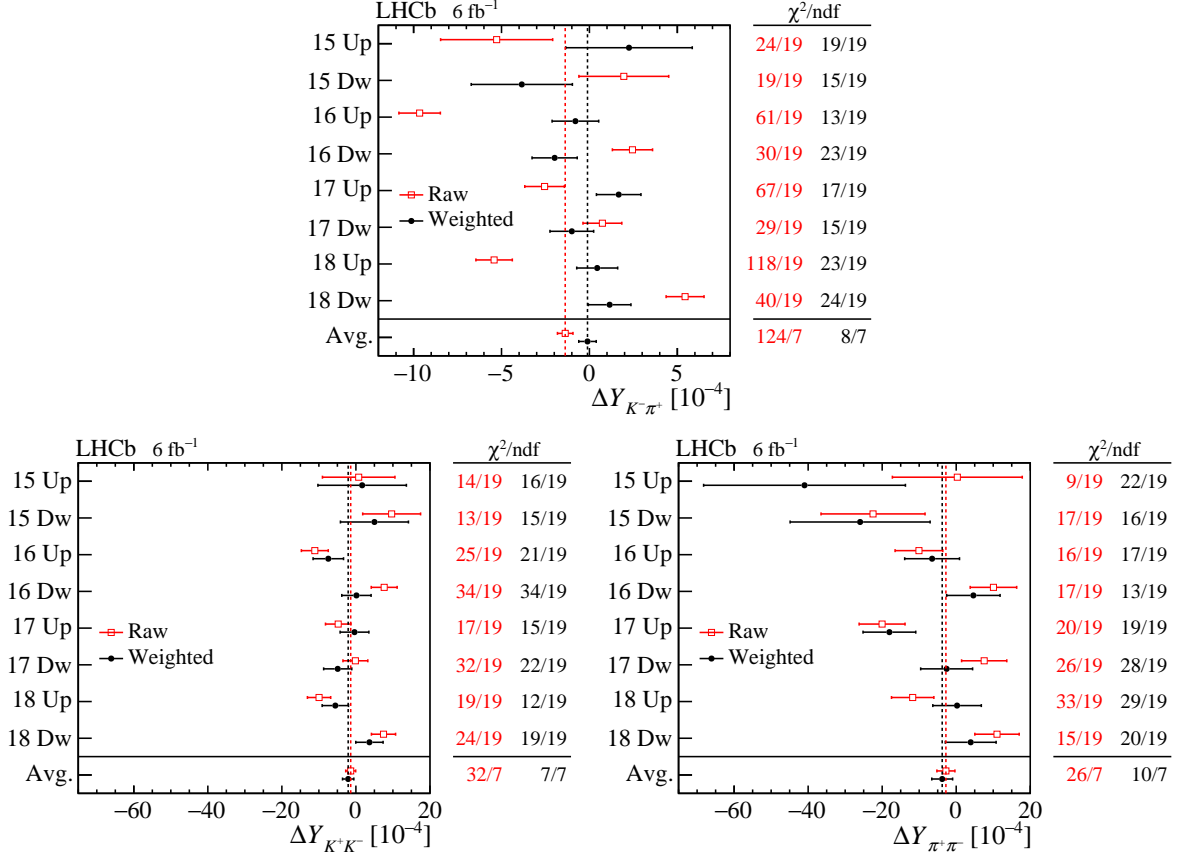 LHCb 6 fb⁻¹ χ²/ndf
15 Up 24/19 19/19
15 Dw 19/19 15/19
16 Up 61/19 13/19
16 Dw 30/19 23/19
17 Up 67/19 17/19
Raw
Weighted
17 Dw 29/19 15/19
18 Up 118/19 23/19
18 Dw 40/19 24/19
Avg. 124/7 8/7
−10 −5 0 5
ΔY_{K⁻π⁺} [10⁻⁴]
LHCb 6 fb⁻¹ χ²/ndf
15 Up 14/19 16/19
15 Dw 13/19 15/19
16 Up 25/19 21/19
16 Dw 34/19 34/19
17 Up 17/19 15/19
Raw
Weighted
17 Dw 32/19 22/19
18 Up 19/19 12/19
18 Dw 24/19 19/19
Avg. 32/7 7/7
−60 −40 −20 0 20
ΔY_{K⁺K⁻} [10⁻⁴]
LHCb 6 fb⁻¹ χ²/ndf
15 Up 9/19 22/19
15 Dw 17/19 16/19
16 Up 16/19 17/19
16 Dw 17/19 13/19
17 Up 20/19 19/19
Raw
Weighted
17 Dw 26/19 28/19
18 Up 33/19 29/19
18 Dw 15/19 20/19
Avg. 26/7 10/7
−60 −40 −20 0 20
ΔY_{π⁺π⁻} [10⁻⁴]